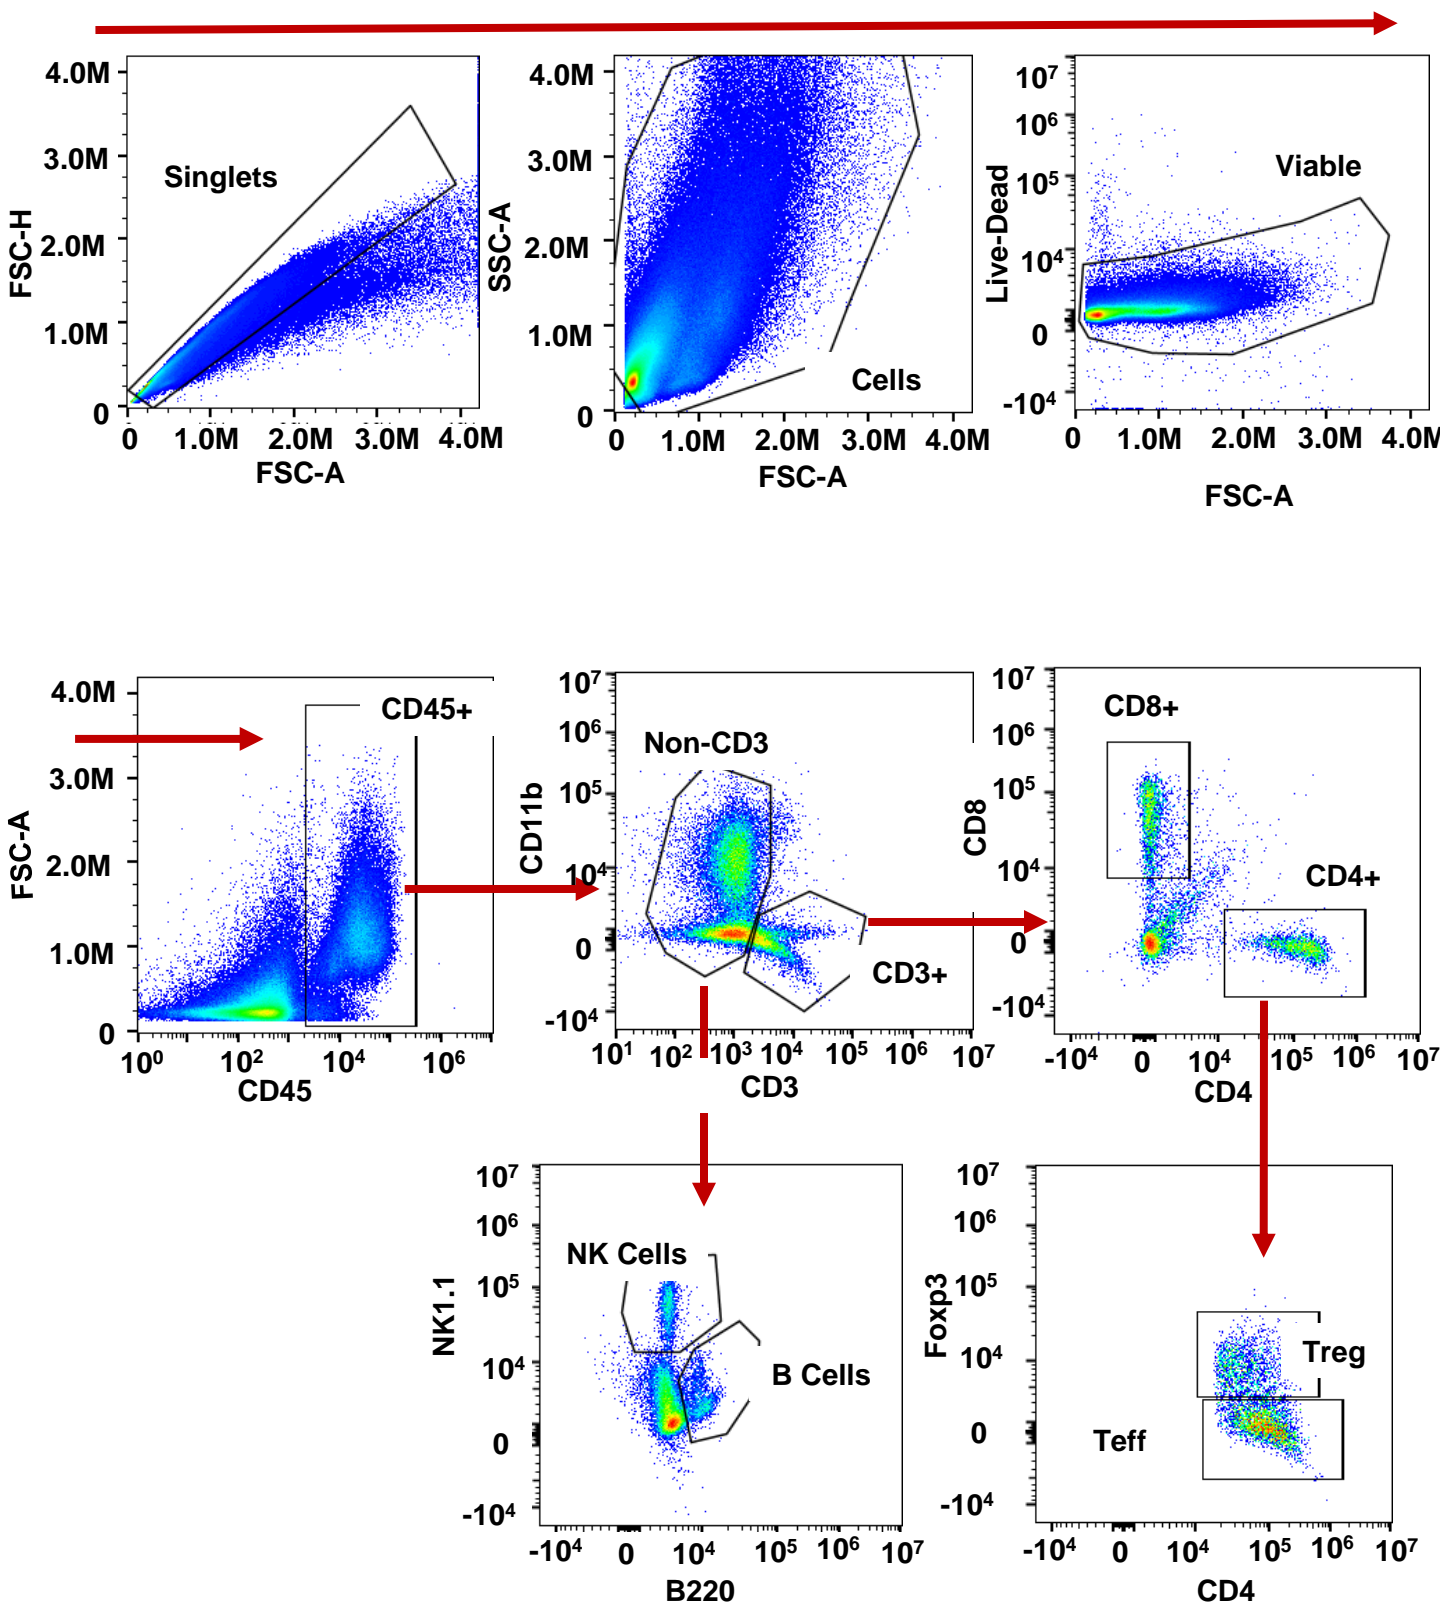 4.0M
3.0M
2.0M
1.0M
0
FSC-H
Singlets
0 1.0M 2.0M 3.0M 4.0M
FSC-A
4.0M
3.0M
2.0M
1.0M
0
SSC-A
Cells
0 1.0M 2.0M 3.0M 4.0M
FSC-A
10⁷
10⁶
10⁵
10⁴
0
-10⁴
Live-Dead
Viable
0 1.0M 2.0M 3.0M 4.0M
FSC-A
4.0M
3.0M
2.0M
1.0M
0
FSC-A
CD45+
10⁰ 10² 10⁴ 10⁶
CD45
10⁷
10⁶
10⁵
10⁴
0
-10⁴
CD11b
Non-CD3
CD3+
10¹ 10² 10³ 10⁴ 10⁵ 10⁶ 10⁷
CD3
10⁷
10⁶
10⁵
10⁴
0
-10⁴
CD8
CD8+
CD4+
-10⁴ 0 10⁴ 10⁵ 10⁶ 10⁷
CD4
10⁷
10⁶
10⁵
10⁴
0
-10⁴
NK1.1
NK Cells
B Cells
-10⁴ 0 10⁴ 10⁵ 10⁶ 10⁷
B220
10⁷
10⁶
10⁵
10⁴
0
-10⁴
Foxp3
Treg
Teff
-10⁴ 0 10⁴ 10⁵ 10⁶ 10⁷
CD4